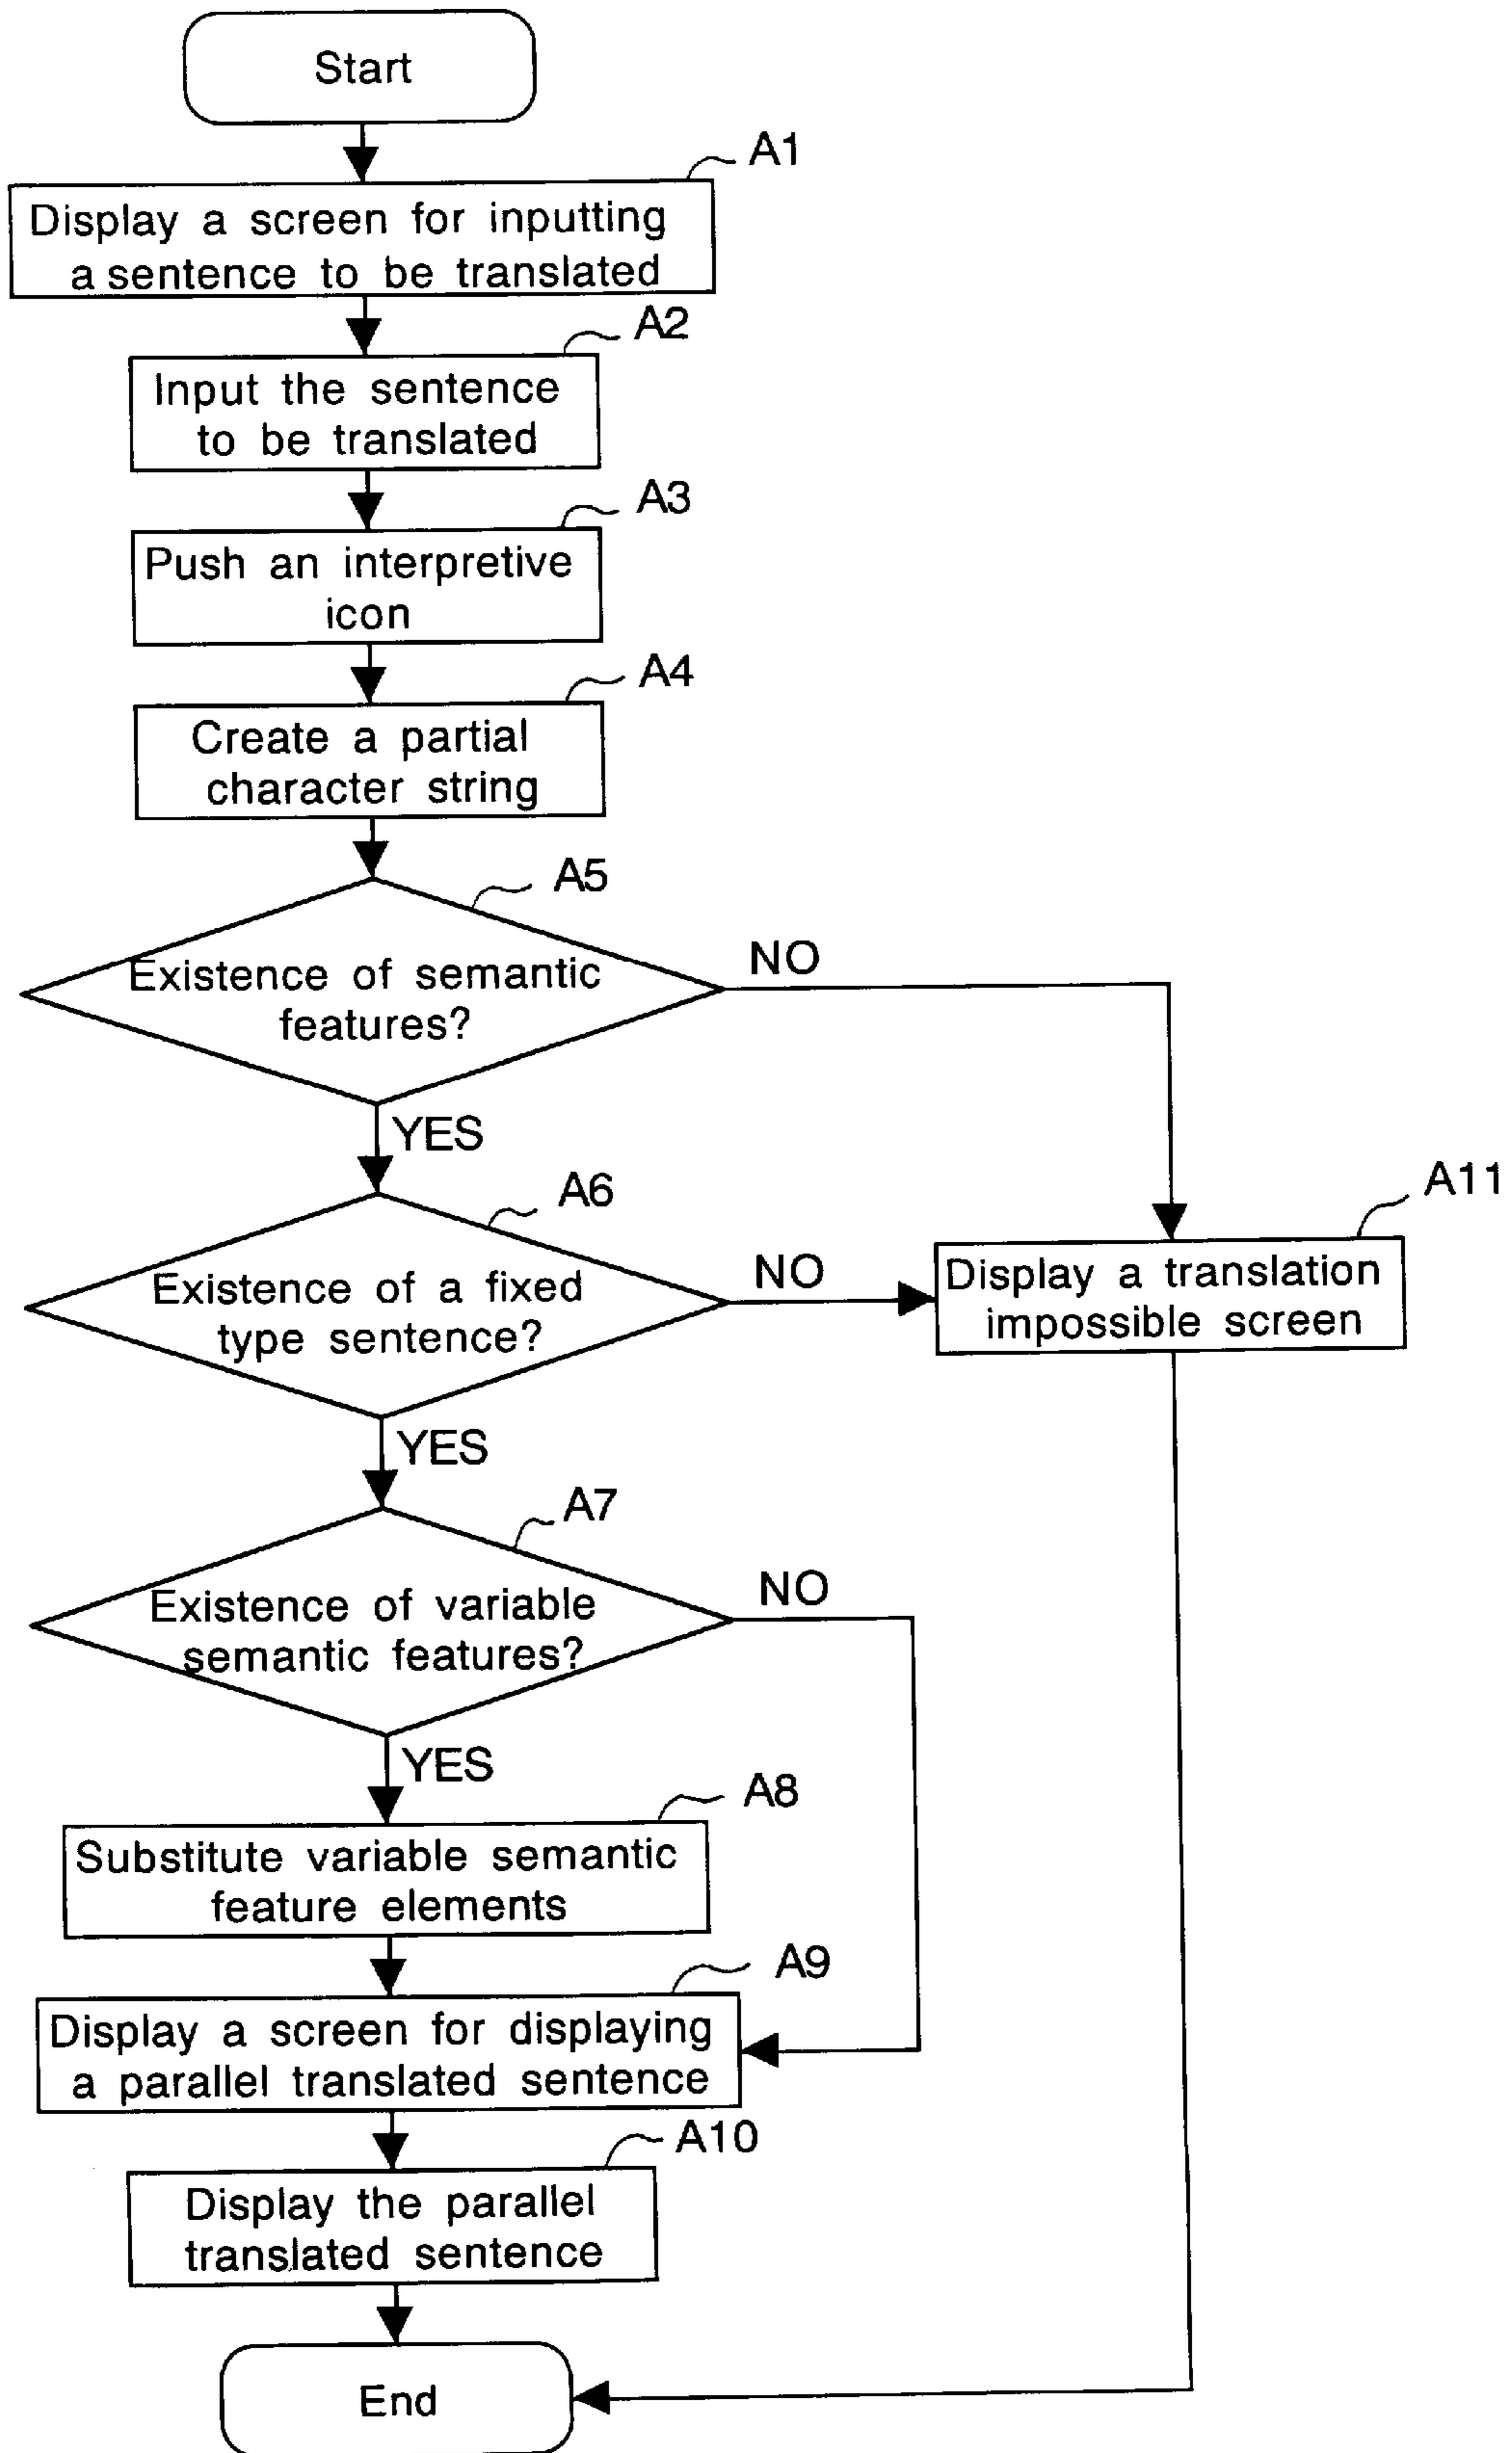 Start
A1
Display a screen for inputting
a sentence to be translated
A2
Input the sentence
to be translated
A3
Push an interpretive
icon
A4
Create a partial
character string
A5
Existence of semantic
features?
NO
YES
A6
Existence of a fixed
type sentence?
NO
A11
Display a translation
impossible screen
YES
A7
Existence of variable
semantic features?
NO
YES
A8
Substitute variable semantic
feature elements
A9
Display a screen for displaying
a parallel translated sentence
A10
Display the parallel
translated sentence
End